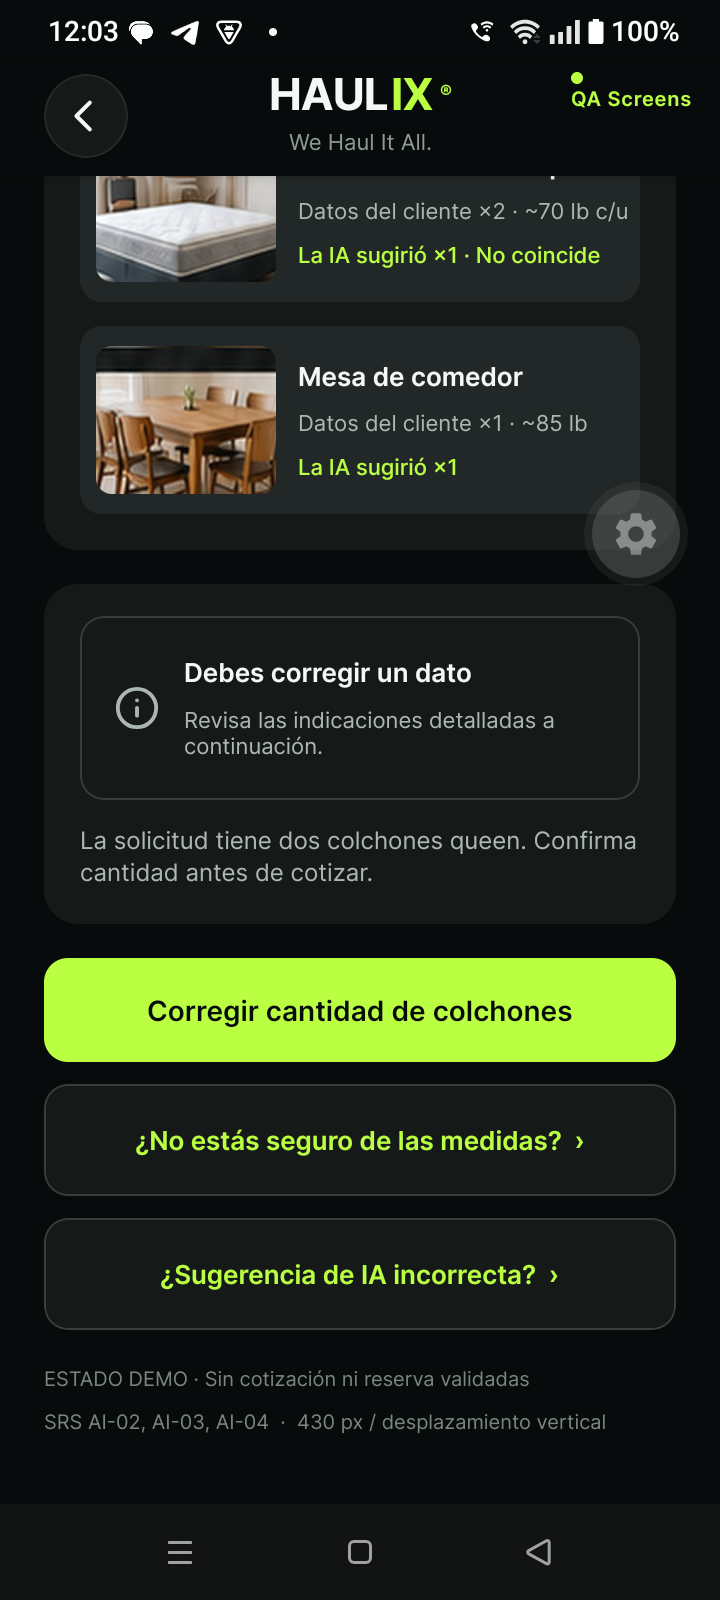 12:03
100%
HAULIX ®
QA Screens
We Haul It All.
Datos del cliente ×2 · ~70 lb c/u
La IA sugirió ×1 · No coincide
Mesa de comedor
Datos del cliente ×1 · ~85 lb
La IA sugirió ×1
Debes corregir un dato
Revisa las indicaciones detalladas a
continuación.
La solicitud tiene dos colchones queen. Confirma
cantidad antes de cotizar.
Corregir cantidad de colchones
¿No estás seguro de las medidas? ›
¿Sugerencia de IA incorrecta? ›
ESTADO DEMO · Sin cotización ni reserva validadas
SRS AI-02, AI-03, AI-04 · 430 px / desplazamiento vertical